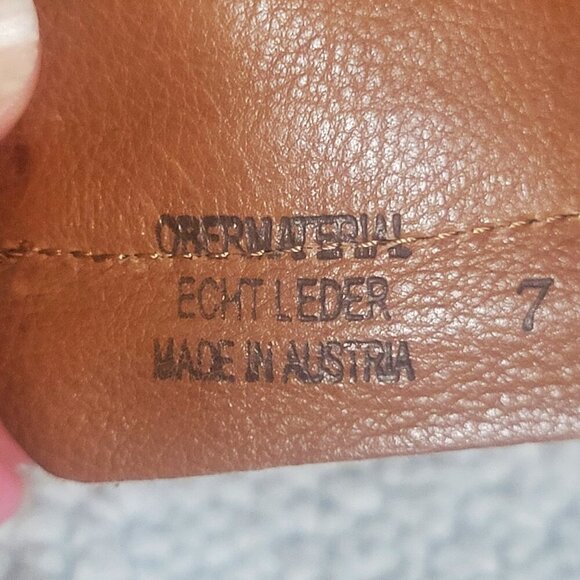 OBERMATERIAL
ECHT LEDER 7
MADE IN AUSTRIA